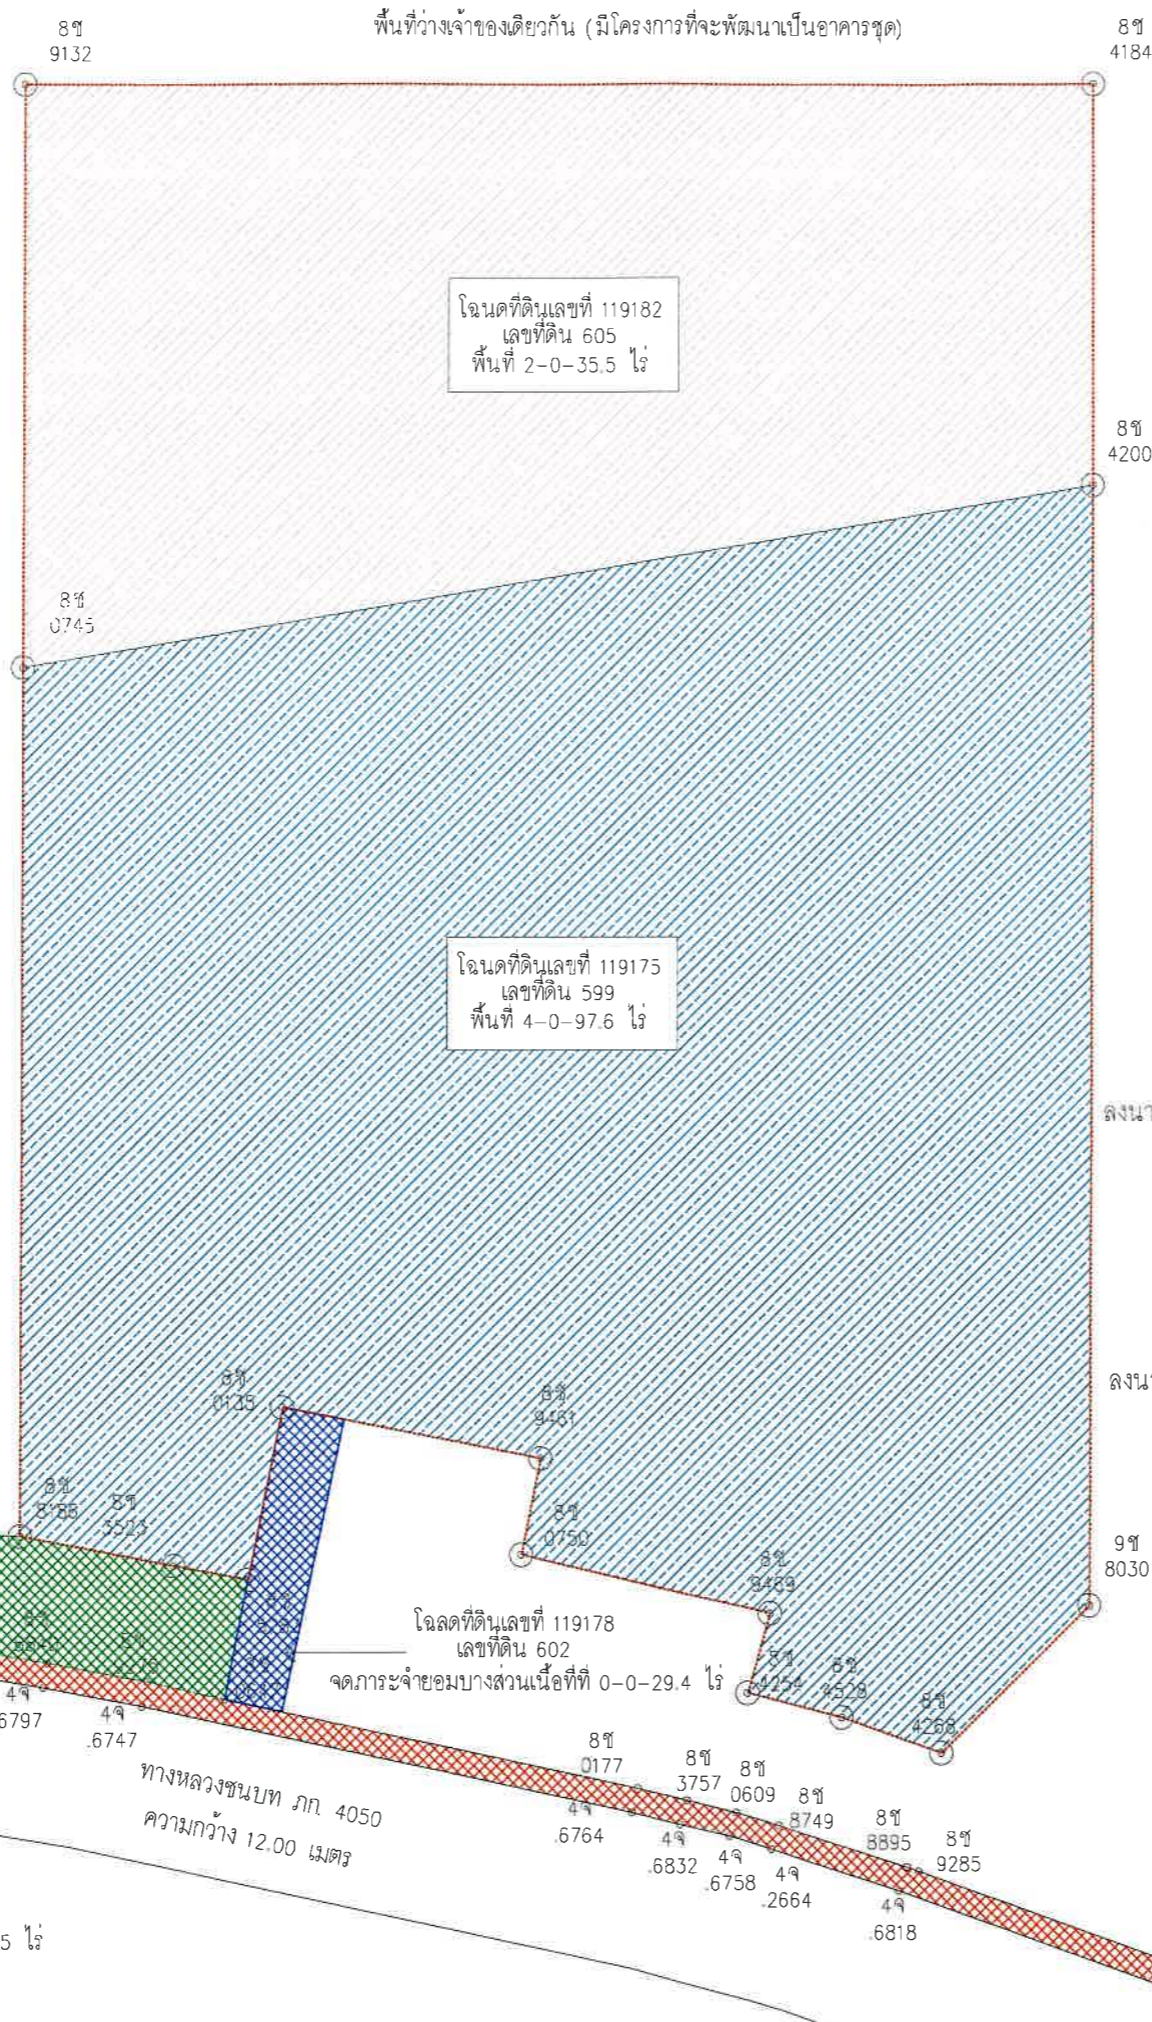 พื้นที่ว่างเจ้าของเดียวกัน (มีโครงการที่จะพัฒนาเป็นอาคารชุด)
8ช
9132
8ช
4184
โฉนดที่ดินเลขที่ 119182
เลขที่ดิน 605
พื้นที่ 2-0-35.5 ไร่
8ช
4200
8ช
0745
โฉนดที่ดินเลขที่ 119175
เลขที่ดิน 599
พื้นที่ 4-0-97.6 ไร่
8ช
0135
8ช
9461
8ช
8185
8ช
3523
8ช
0750
9ช
8030
8ช
9489
โฉลดที่ดินเลขที่ 119178
เลขที่ดิน 602
จดภาระจำยอมบางส่วนเนื้อที่ที่ 0-0-29.4 ไร่
8ช
4254
8ช
4528
8ช
4268
4จ
6797
4จ
.6747
8ช
0177
8ช
3757
8ช
0609
8ช
8749
8ช
8895
8ช
9285
4จ
.6764
4จ
.6832
4จ
.6758
4จ
.2664
4จ
.6818
ทางหลวงชนบท ภก 4050
ความกว้าง 12.00 เมตร
5 ไร่